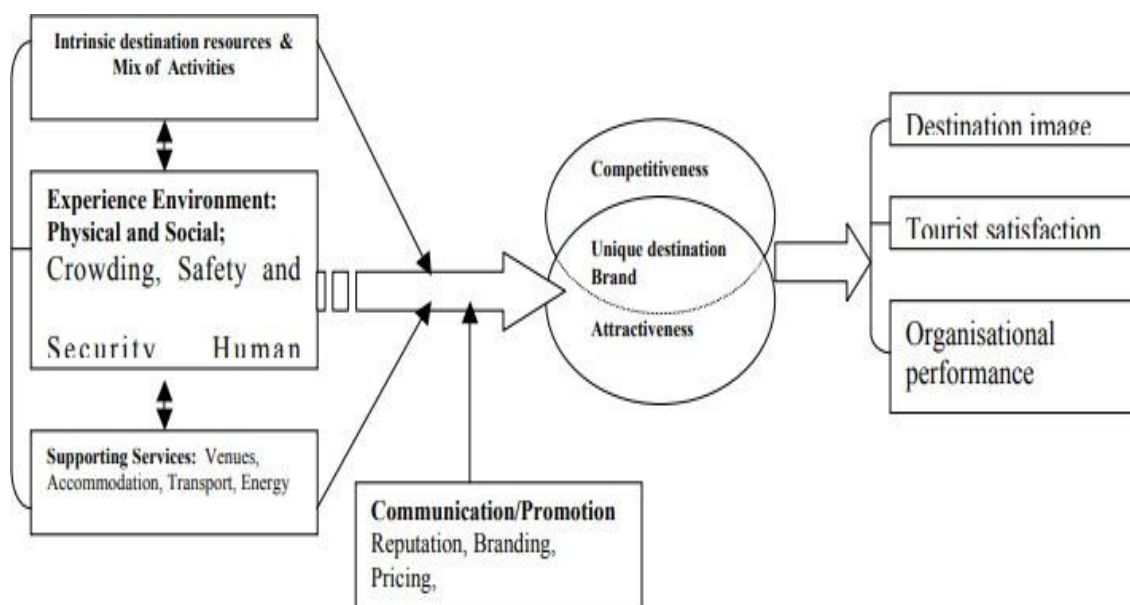 Intrinsic destination resources &
Mix of Activities
Experience Environment:
Physical and Social;
Crowding, Safety and
Security Human
Supporting Services: Venues,
Accommodation, Transport, Energy
Communication/Promotion
Reputation, Branding,
Pricing,
Competitiveness
Unique destination
Brand
Attractiveness
Destination image
Tourist satisfaction
Organisational
performance